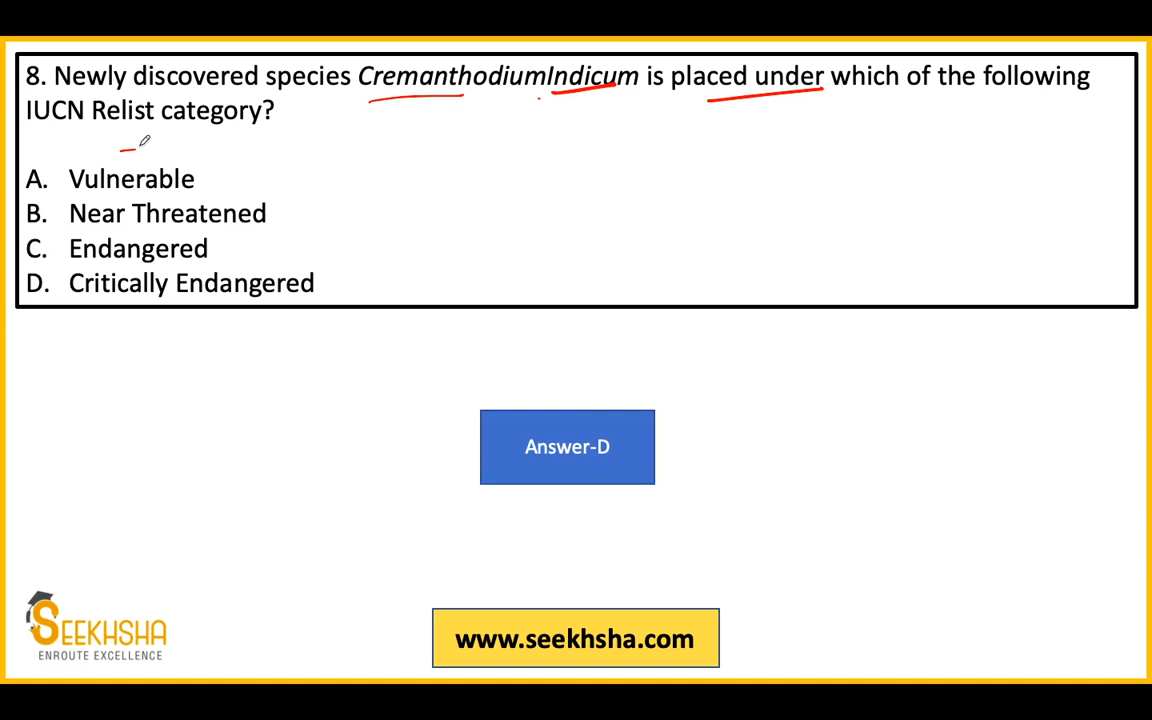 8. Newly discovered species CremanthodiumIndicum is placed under which of the following
IUCN Relist category?
A. Vulnerable
B. Near Threatened
C. Endangered
D. Critically Endangered
Answer-D
SEEKHSHA
ENROUTE EXCELLENCE
www.seekhsha.com